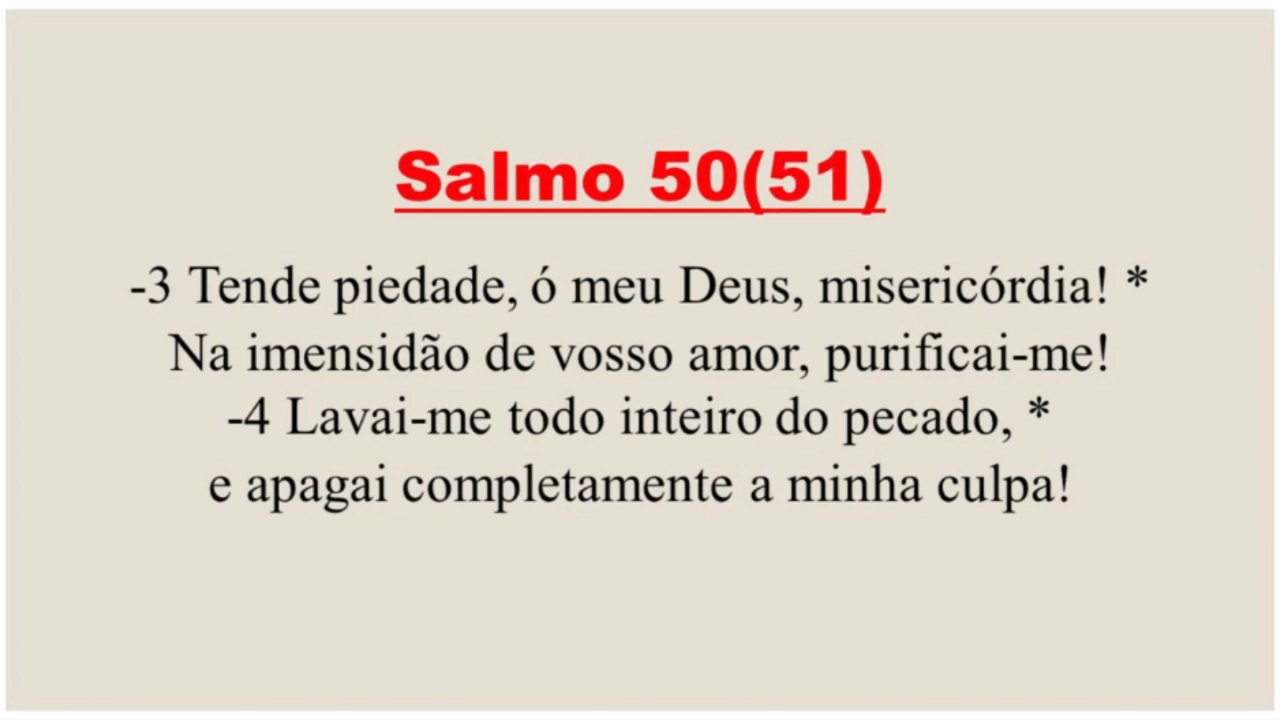 Salmo 50(51)
-3 Tende piedade, ó meu Deus, misericórdia! *
Na imensidão de vosso amor, purificai-me!
-4 Lavai-me todo inteiro do pecado, *
e apagai completamente a minha culpa!